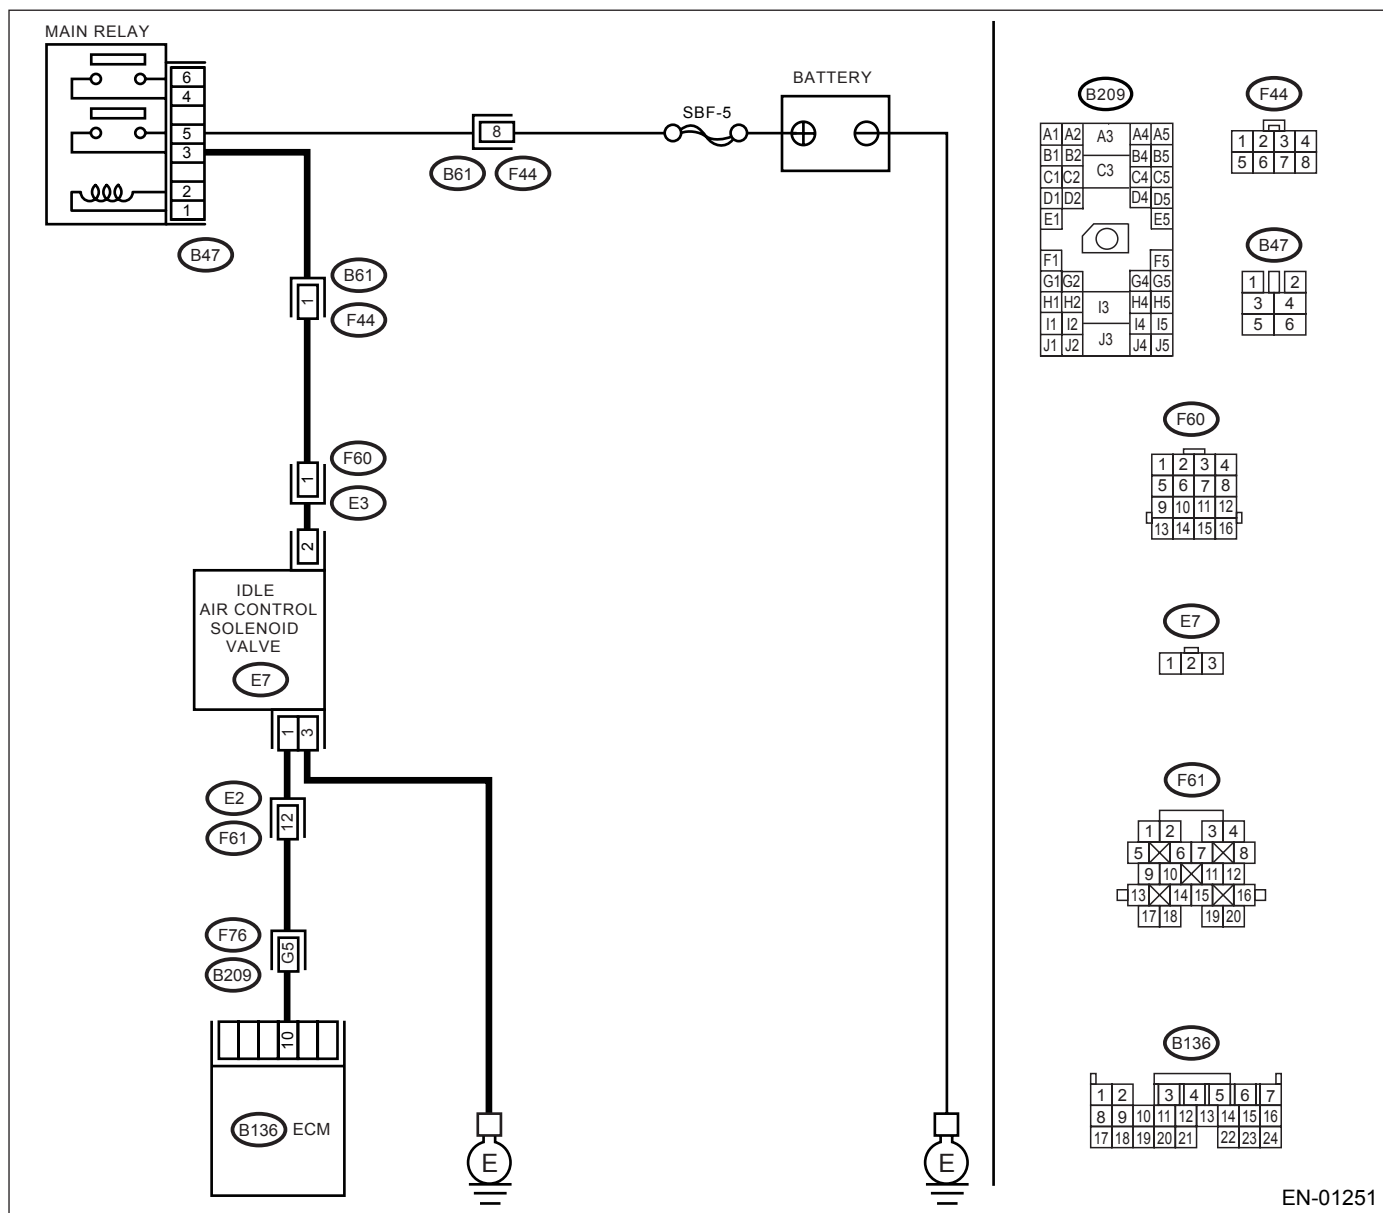 MAIN RELAY
6
4
5
3
2
1
B47
8
B61 F44
SBF-5
BATTERY
1
B61
F44
1
F60
E3
2
IDLE
AIR CONTROL
SOLENOID
VALVE
E7
1 3
E2
12
F61
F76
G5
B209
10
B136 ECM
E
E
B209
A1 A2 A3 A4 A5
B1 B2 B4 B5
C1 C2 C3 C4 C5
D1 D2 D4 D5
E1 E5
F1 F5
G1 G2 G4 G5
H1 H2 I3 H4 H5
I1 I2 I4 I5
J1 J2 J3 J4 J5
F44
1 2 3 4
5 6 7 8
B47
1 2
3 4
5 6
F60
1 2 3 4
5 6 7 8
9 10 11 12
13 14 15 16
E7
1 2 3
F61
1 2 3 4
5 6 7 8
9 10 11 12
13 14 15 16
17 18 19 20
B136
1 2 3 4 5 6 7
8 9 10 11 12 13 14 15 16
17 18 19 20 21 22 23 24
EN-01251